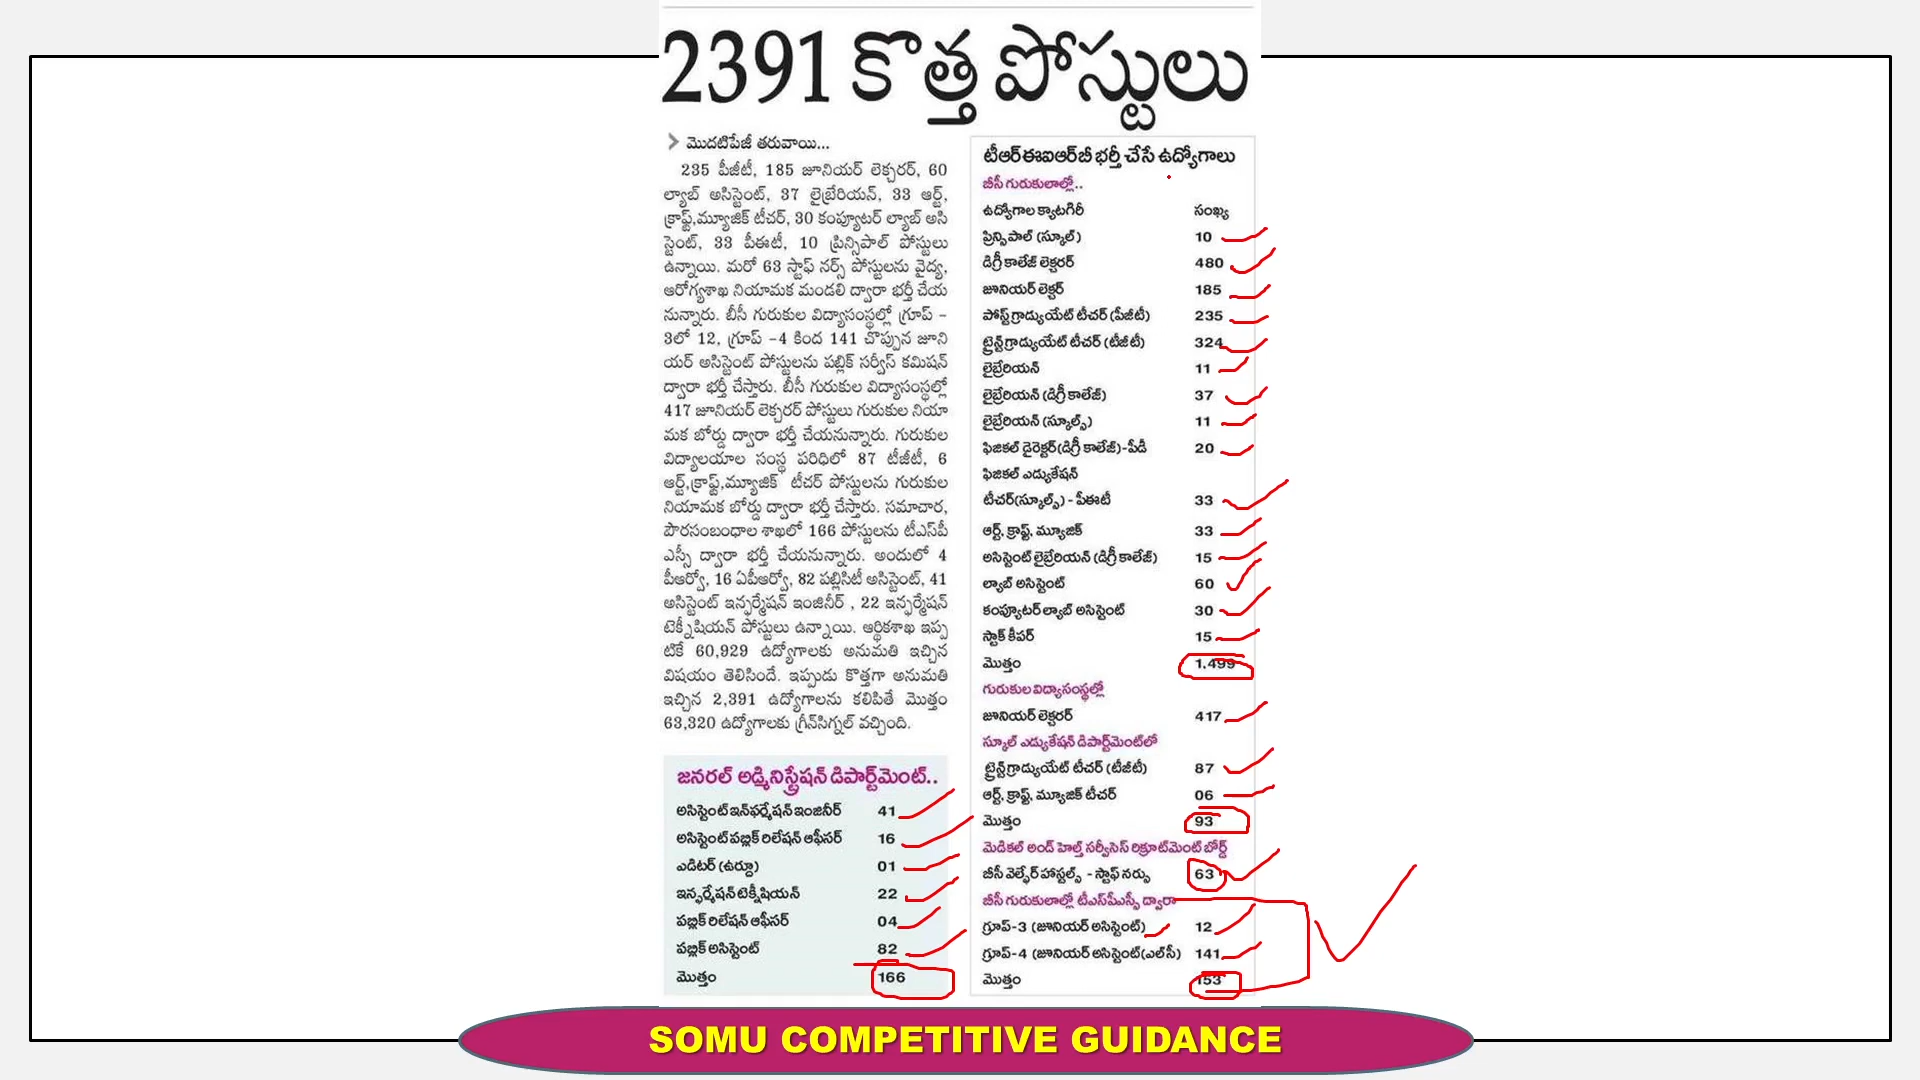 2391 కొత్త పోస్టులు
మొదటిపేజీ తరువాయి...
235 పీజీటీ, 185 జూనియర్ లెక్చరర్, 60
ల్యాబ్ అసిస్టెంట్, 37 లైబ్రేరియన్, 33 ఆర్ట్,
క్రాఫ్ట్,మ్యూజిక్ టీచర్, 30 కంప్యూటర్ ల్యాబ్ అసి
స్టెంట్, 33 పీఈటీ, 10 ప్రిన్సిపాల్ పోస్టులు
ఉన్నాయి. మరో 63 స్టాఫ్ నర్స్ పోస్టులను వైద్య,
ఆరోగ్యశాఖ నియామక మండలి ద్వారా భర్తీ చేయ
నున్నారు. బీసీ గురుకుల విద్యాసంస్థల్లో గ్రూప్ -
3లో 12, గ్రూప్ -4 కింద 141 చొప్పున జూని
యర్ అసిస్టెంట్ పోస్టులను పబ్లిక్ సర్వీస్ కమిషన్
ద్వారా భర్తీ చేస్తారు. బీసీ గురుకుల విద్యాసంస్థల్లో
417 జూనియర్ లెక్చరర్ పోస్టులు గురుకుల నియా
మక బోర్డు ద్వారా భర్తీ చేయనున్నారు. గురుకుల
విద్యాలయాల సంస్థ పరిధిలో 87 టీజీటీ, 6
ఆర్ట్,క్రాఫ్ట్,మ్యూజిక్ టీచర్ పోస్టులను గురుకుల
నియామక బోర్డు ద్వారా భర్తీ చేస్తారు. సమాచార,
పౌరసంబంధాల శాఖలో 166 పోస్టులను టీఎస్‌పీ
ఎస్సీ ద్వారా భర్తీ చేయనున్నారు. అందులో 4
పీఆర్వో, 16 ఏపీఆర్వో, 82 పబ్లిసిటీ అసిస్టెంట్, 41
అసిస్టెంట్ ఇన్ఫర్మేషన్ ఇంజినీర్ , 22 ఇన్ఫర్మేషన్
టెక్నీషియన్ పోస్టులు ఉన్నాయి. ఆర్థికశాఖ ఇప్ప
టికే 60,929 ఉద్యోగాలకు అనుమతి ఇచ్చిన
విషయం తెలిసిందే. ఇప్పుడు కొత్తగా అనుమతి
ఇచ్చిన 2,391 ఉద్యోగాలను కలిపితే మొత్తం
63,320 ఉద్యోగాలకు గ్రీన్‌సిగ్నల్ వచ్చింది.
జనరల్ అడ్మినిస్ట్రేషన్ డిపార్ట్‌మెంట్..
అసిస్టెంట్ ఇన్‌ఫర్మేషన్ ఇంజినీర్ 41
అసిస్టెంట్ పబ్లిక్ రిలేషన్ ఆఫీసర్ 16
ఎడిటర్ (ఉర్దూ) 01
ఇన్ఫర్మేషన్ టెక్నీషియన్ 22
పబ్లిక్ రిలేషన్ ఆఫీసర్ 04
పబ్లిక్ అసిస్టెంట్ 82
మొత్తం 166
టీఆర్ఈఐఆర్‌బీ భర్తీ చేసే ఉద్యోగాలు
బీసీ గురుకులాల్లో..
ఉద్యోగాల క్యాటగిరీ సంఖ్య
ప్రిన్సిపాల్ (స్కూల్) 10
డిగ్రీ కాలేజ్ లెక్చరర్ 480
జూనియర్ లెక్చర్ 185
పోస్ట్ గ్రాడ్యుయేట్ టీచర్ (పీజీటీ) 235
ట్రైన్డ్ గ్రాడ్యుయేట్ టీచర్ (టీజీటీ) 324
లైబ్రేరియన్ 11
లైబ్రేరియన్ (డిగ్రీ కాలేజ్) 37
లైబ్రేరియన్ (స్కూల్స్) 11
ఫిజికల్ డైరెక్టర్(డిగ్రీ కాలేజ్)-పీడీ 20
ఫిజికల్ ఎడ్యుకేషన్
టీచర్(స్కూల్స్) - పీఈటీ 33
ఆర్ట్, క్రాఫ్ట్, మ్యూజిక్ 33
అసిస్టెంట్ లైబ్రేరియన్ (డిగ్రీ కాలేజ్) 15
ల్యాబ్ అసిస్టెంట్ 60
కంప్యూటర్ ల్యాబ్ అసిస్టెంట్ 30
స్టాక్ కీపర్ 15
మొత్తం 1,499
గురుకుల విద్యాసంస్థల్లో
జూనియర్ లెక్చరర్ 417
స్కూల్ ఎడ్యుకేషన్ డిపార్ట్‌మెంట్‌లో
ట్రైన్డ్ గ్రాడ్యుయేట్ టీచర్ (టీజీటీ) 87
ఆర్ట్, క్రాఫ్ట్, మ్యూజిక్ టీచర్ 06
మొత్తం 93
మెడికల్ అండ్ హెల్త్ సర్వీసెస్ రిక్రూట్‌మెంట్ బోర్డ్
బీసీ వెల్ఫేర్ హాస్టల్స్ - స్టాఫ్ నర్సు 63
బీసీ గురుకులాల్లో టీఎస్‌పీఎస్సీ ద్వారా
గ్రూప్-3 (జూనియర్ అసిస్టెంట్) 12
గ్రూప్-4 (జూనియర్ అసిస్టెంట్(ఎల్‌సీ) 141
మొత్తం 153
SOMU COMPETITIVE GUIDANCE